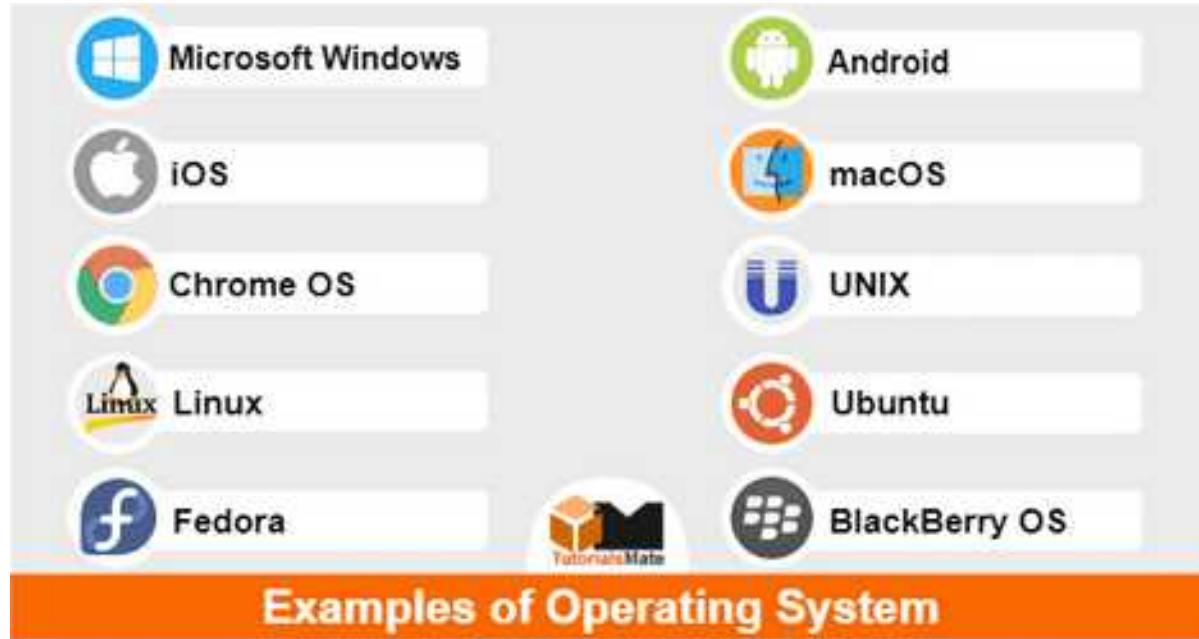 Microsoft Windows
Android
iOS
macOS
Chrome OS
UNIX
Linux
Linux
Ubuntu
Fedora
BlackBerry OS
TutorialsMate
Examples of Operating System